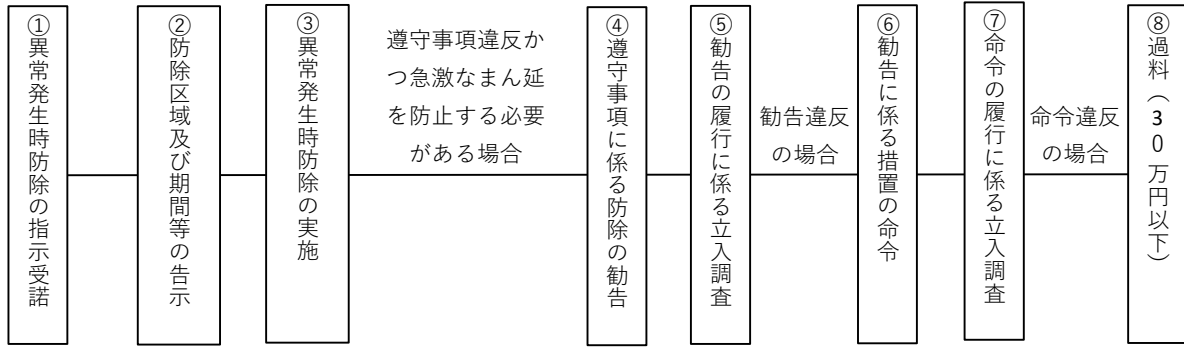 ①異常発生時防除の指示受諾
②防除区域及び期間等の告示
③異常発生時防除の実施
遵守事項違反か
つ急激なまん延
を防止する必要
がある場合
④遵守事項に係る防除の勧告
⑤勧告の履行に係る立入調査
勧告違反
の場合
⑥勧告に係る措置の命令
⑦命令の履行に係る立入調査
命令違反
の場合
⑧過料(30万円以下)